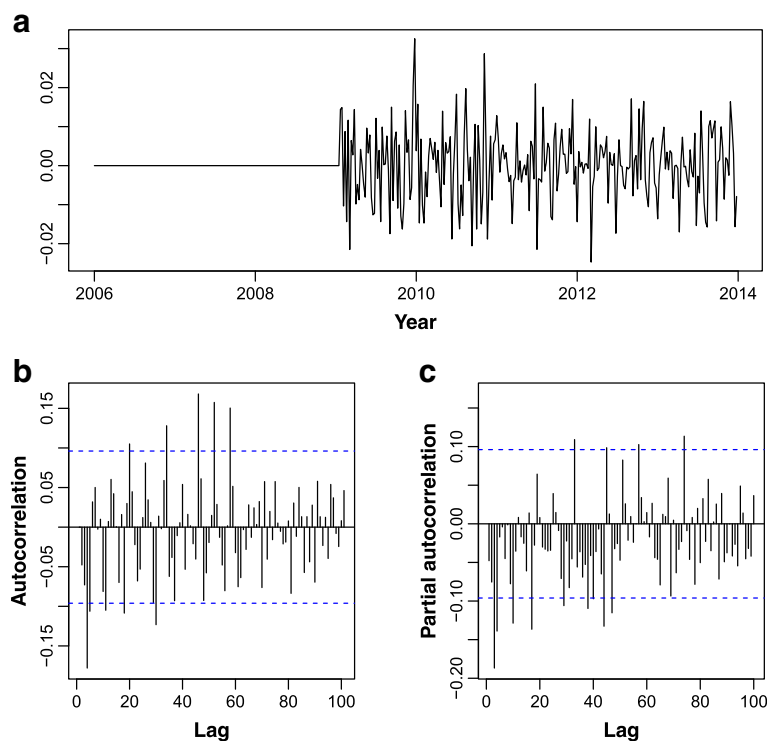 a
0.02
0.00
−0.02
2006 2008 2010 2012 2014
Year
b
Autocorrelation
0.15
0.05
−0.05
−0.15
0 20 40 60 80 100
Lag
c
Partial autocorrelation
0.10
0.00
−0.10
−0.20
0 20 40 60 80 100
Lag